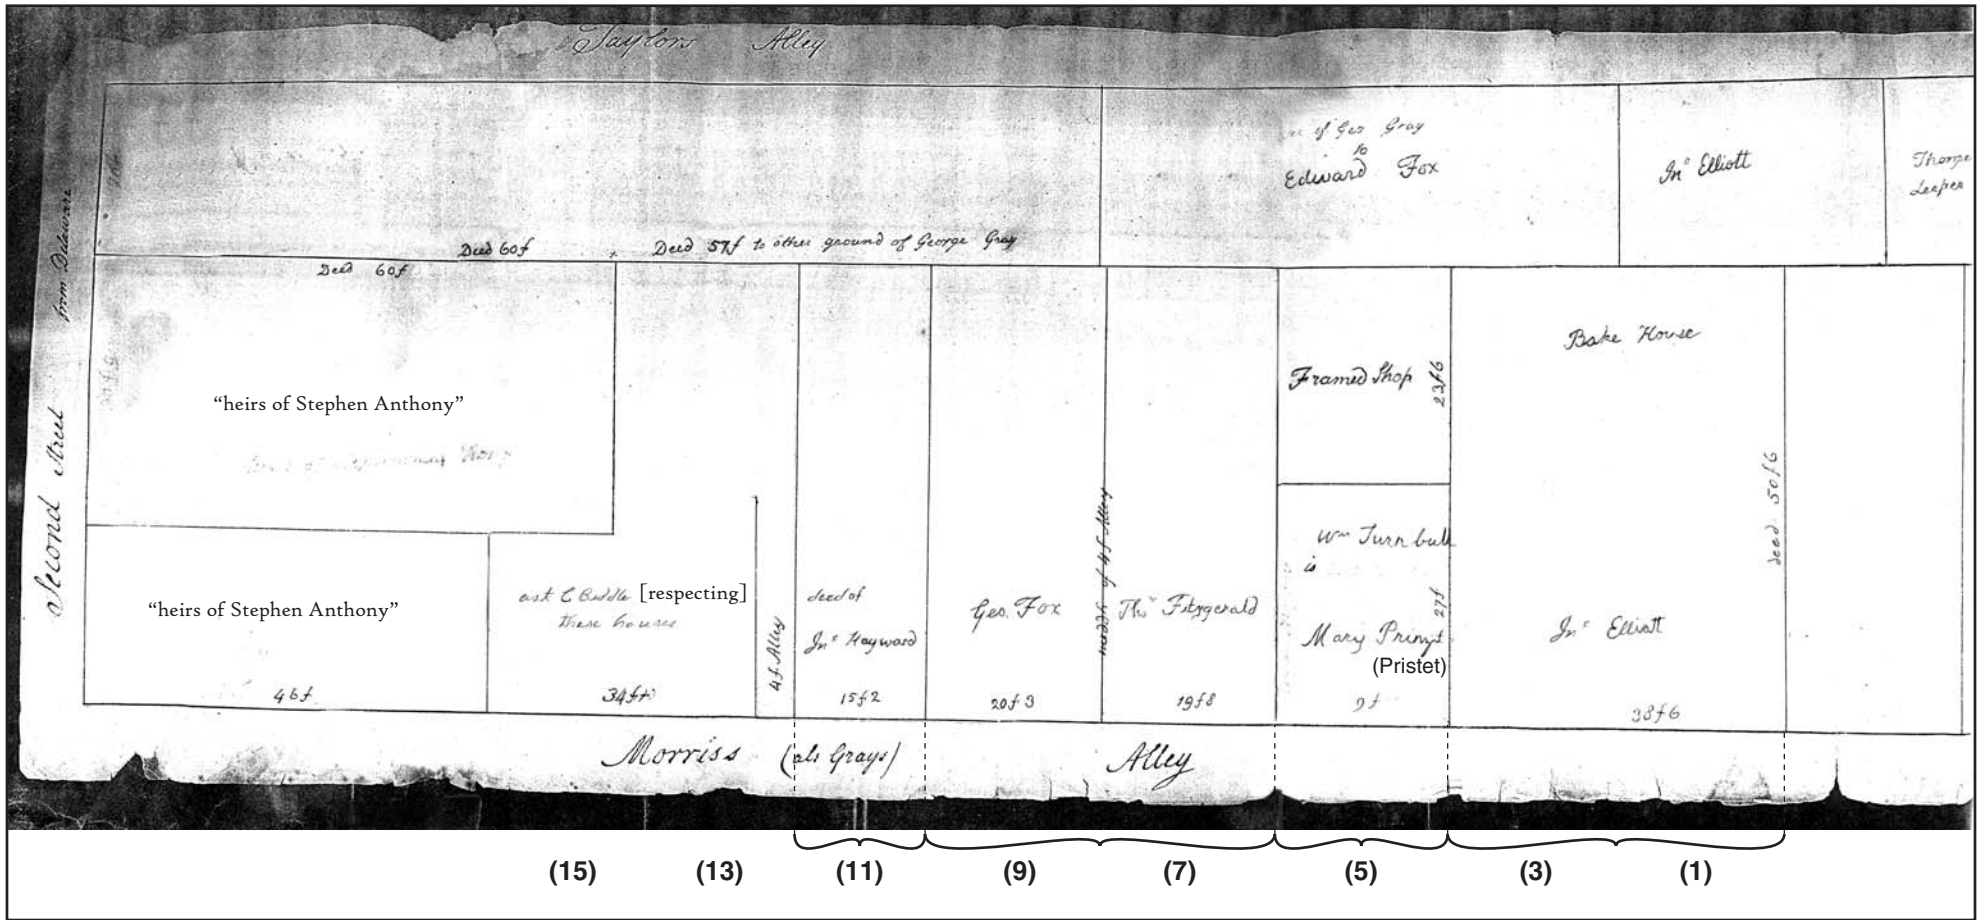 Taylors Alley
Second Street
from Delaware
of Geo Gray
to
Edward Fox
Jnº Elliott
Thorpe
Leaper
Deed 60f
Deed 57f to other ground of George Gray
Deed 60f
"heirs of Stephen Anthony"
"heirs of Stephen Anthony"
46f
ask C Biddle [respecting]
these houses
4f Alley
deed of
Jnº Hayward
15f2
Geo. Fox
20f3
middle of 4f Alley
Thoˢ Fitzgerald
19f8
Framed Shop
23f6
Wm Turnbull
is
Mary Prinzt
(Pristet)
27f
9f
Bake House
deed 50f6
Jnº Elliott
38f6
Morriss (als Grays) Alley
(15) (13) (11) (9) (7) (5) (3) (1)